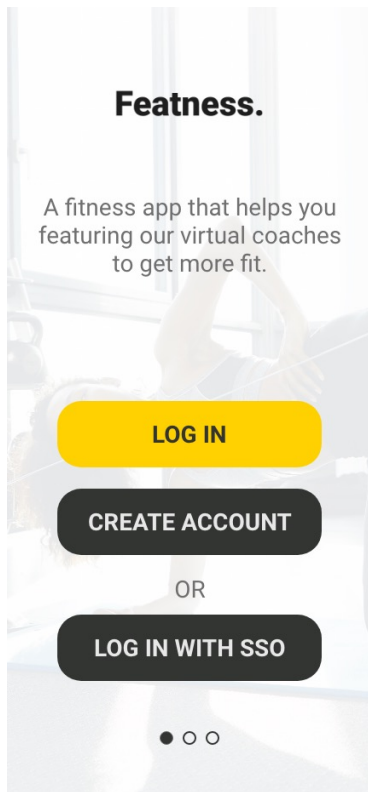 Featness.
A fitness app that helps you
featuring our virtual coaches
to get more fit.
LOG IN
CREATE ACCOUNT
OR
LOG IN WITH SSO